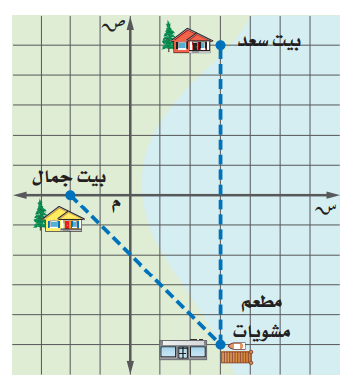 ص
بيت سعد
بيت جمال
م
س
مطعم
مشويات